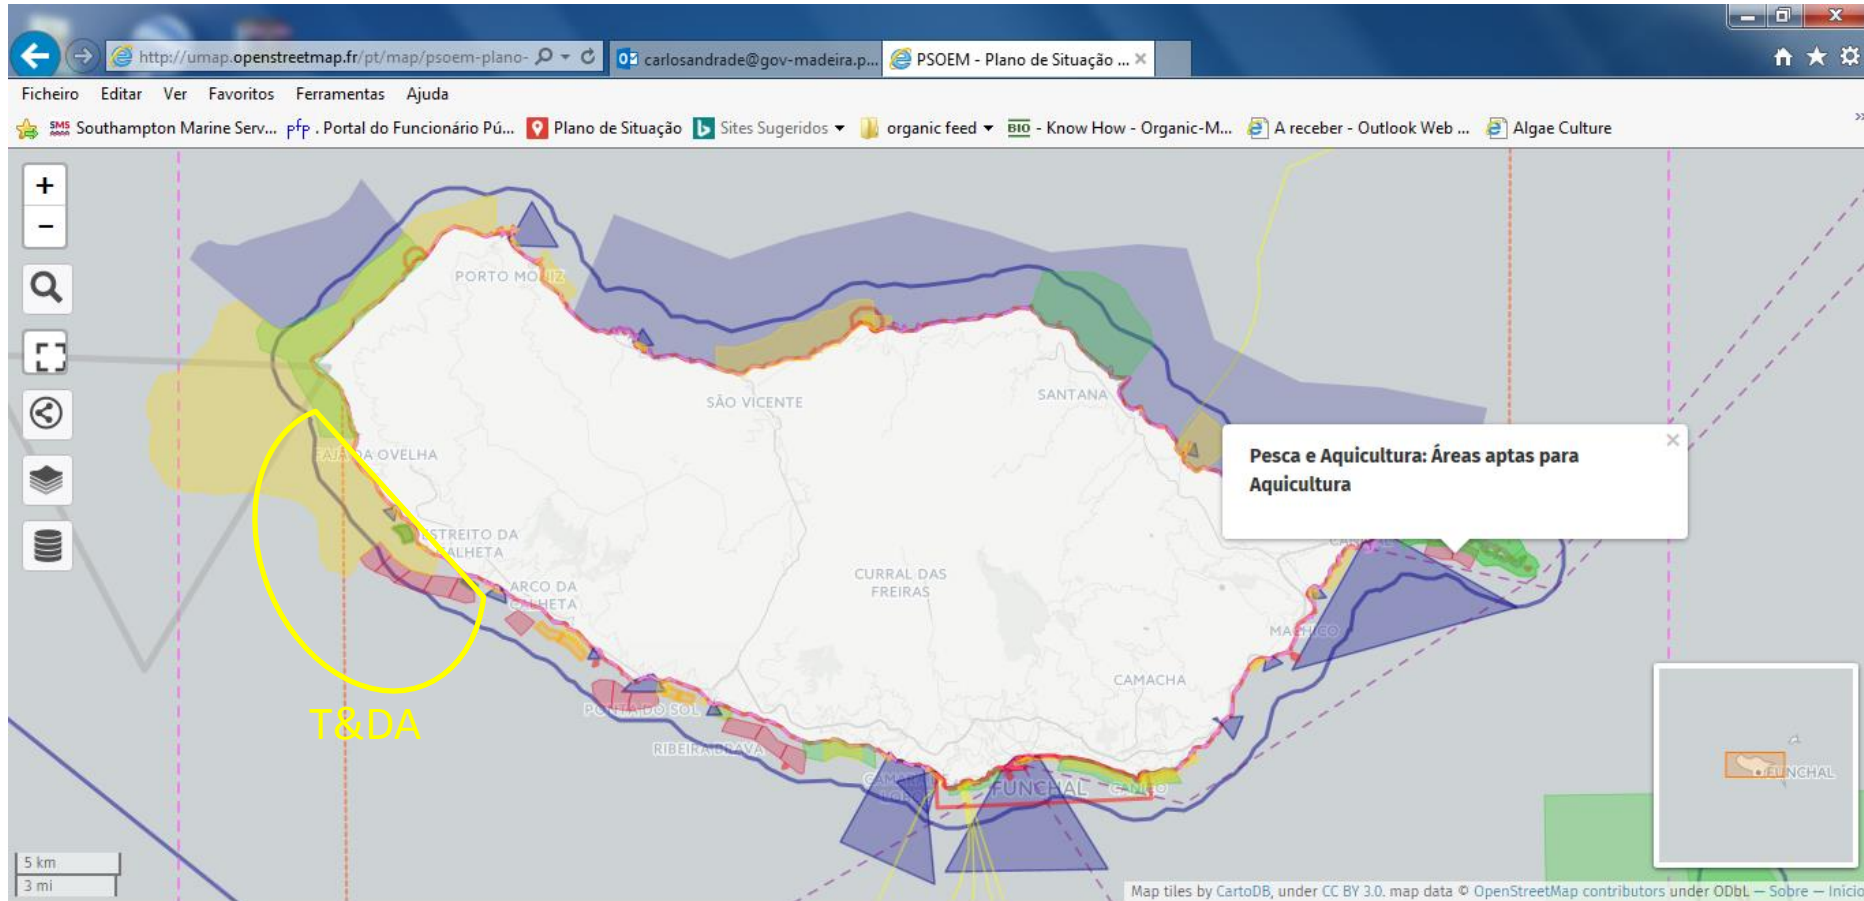 http://umap.openstreetmap.fr/pt/map/psoem-plano-
carlosandrade@gov-madeira.p...
PSOEM - Plano de Situação ...
Ficheiro Editar Ver Favoritos Ferramentas Ajuda
SMS Southampton Marine Serv... pfp . Portal do Funcionário Pú... Plano de Situação Sites Sugeridos organic feed BIO - Know How - Organic-M... A receber - Outlook Web ... Algae Culture
+
−
PORTO MONIZ
SÃO VICENTE
SANTANA
FAJÃ DA OVELHA
Pesca e Aquicultura: Áreas aptas para
Aquicultura
×
ESTREITO DA
CALHETA
CANIÇAL
ARCO DA
CALHETA
CURRAL DAS
FREIRAS
MACHICO
CAMACHA
PONTA DO SOL
T&DA
RIBEIRA BRAVA
FUNCHAL
CANIÇO
FUNCHAL
5 km
3 mi
Map tiles by CartoDB, under CC BY 3.0. map data © OpenStreetMap contributors under ODbL — Sobre — Início